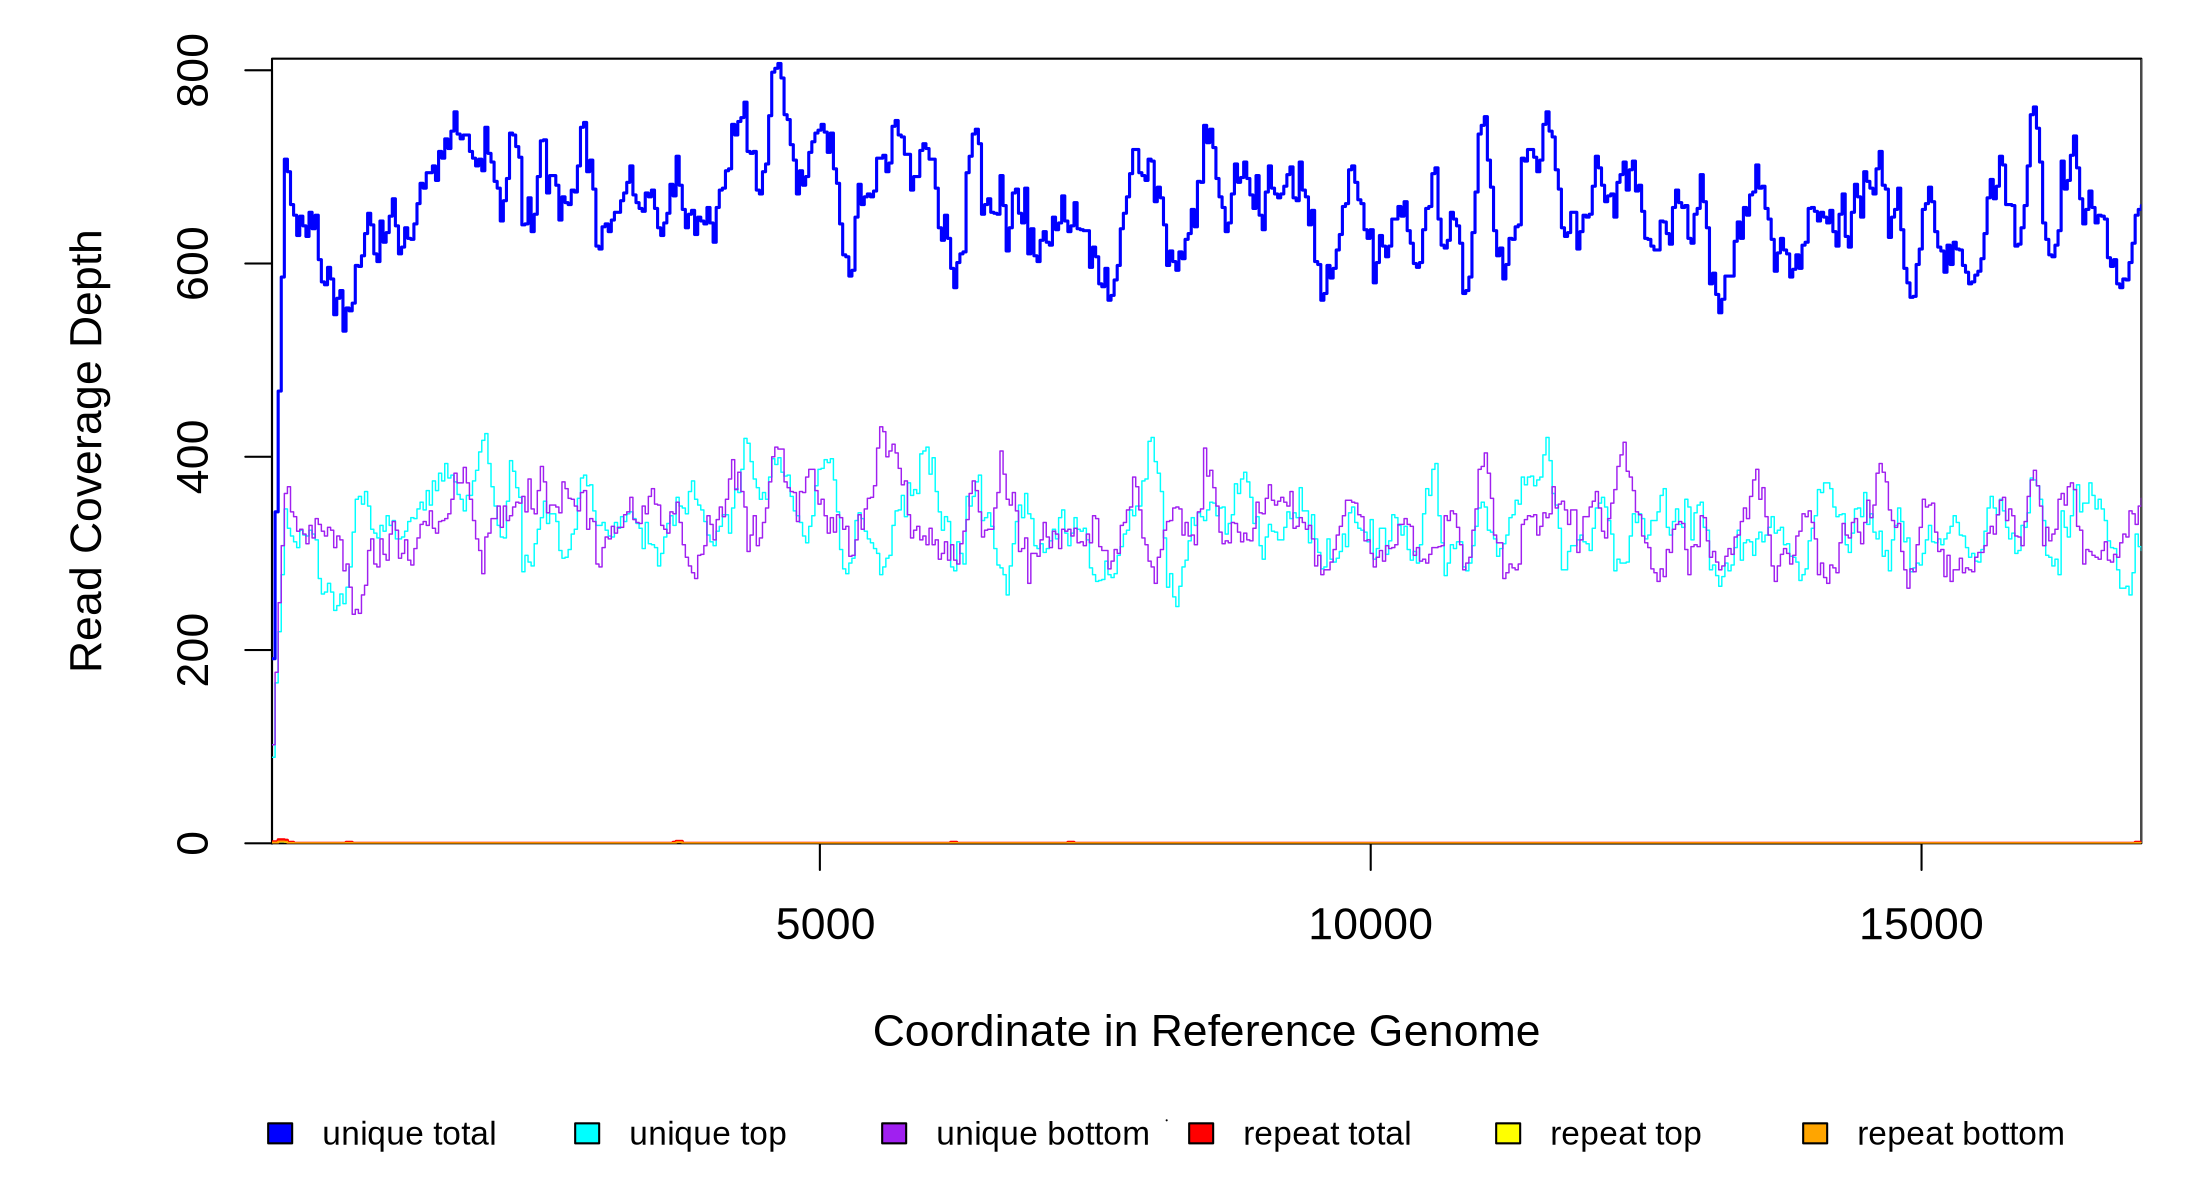 800
600
400
200
0
Read Coverage Depth
5000 10000 15000
Coordinate in Reference Genome
unique total unique top unique bottom repeat total repeat top repeat bottom